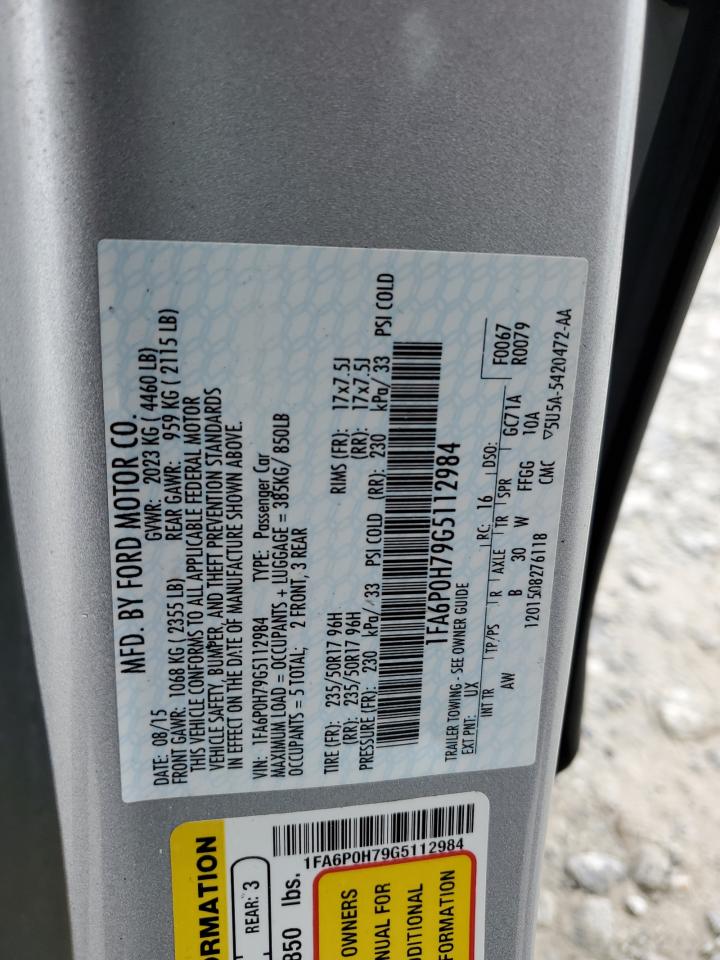 MFD. BY FORD MOTOR CO.
DATE: 08/15 GVWR: 2023 KG ( 4460 LB)
FRONT GAWR: 1068 KG ( 2355 LB) REAR GAWR: 959 KG ( 2115 LB)
THIS VEHICLE CONFORMS TO ALL APPLICABLE FEDERAL MOTOR
VEHICLE SAFETY, BUMPER, AND THEFT PREVENTION STANDARDS
IN EFFECT ON THE DATE OF MANUFACTURE SHOWN ABOVE.
VIN: 1FA6P0H79G5112984 TYPE: Passenger Car
MAXIMUM LOAD = OCCUPANTS + LUGGAGE = 385KG/ 850LB
OCCUPANTS = 5 TOTAL; 2 FRONT, 3 REAR
TIRE (FR): 235/50R17 96H RIMS (FR): 17x7.5J
(RR): 235/50R17 96H (RR): 17x7.5J
PRESSURE (FR): 230 kPa/ 33 PSI COLD (RR): 230 kPa/ 33 PSI COLD
1FA6P0H79G5112984
TRAILER TOWING - SEE OWNER GUIDE
EXT PNT: UX RC: 16 DSO: F0067
INT TR TP/PS R AXLE TR SPR GC71A R0079
AW B 30 W FFGG 10A
1201508276118 CMC ▽5U5A-5420472-AA
1FA6P0H79G5112984
ORMATION
REAR: 3
850 lbs.
OWNERS
NUAL FOR
DITIONAL
FORMATION